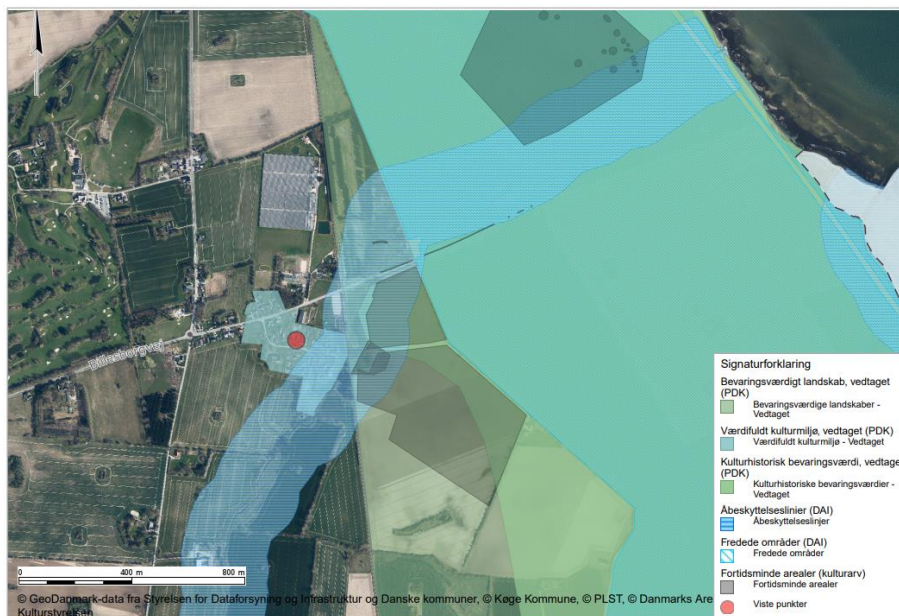 Billesborgvej
Signaturforklaring
Bevaringsværdigt landskab, vedtaget
(PDK)
Bevaringsværdige landskaber -
Vedtaget
Værdifuldt kulturmiljø, vedtaget (PDK)
Værdifuldt kulturmiljø - Vedtaget
Kulturhistorisk bevaringsværdi, vedtaget
(PDK)
Kulturhistoriske bevaringsværdier -
Vedtaget
Åbeskyttelseslinier (DAI)
Åbeskyttelseslinjer
Fredede områder (DAI)
Fredede områder
Fortidsminde arealer (kulturarv)
Fortidsminde arealer
Viste punkter
0 400 m 800 m
© GeoDanmark-data fra Styrelsen for Dataforsyning og Infrastruktur og Danske kommuner, © Køge Kommune, © PLST, © Danmarks Are
Kulturstyrelsen